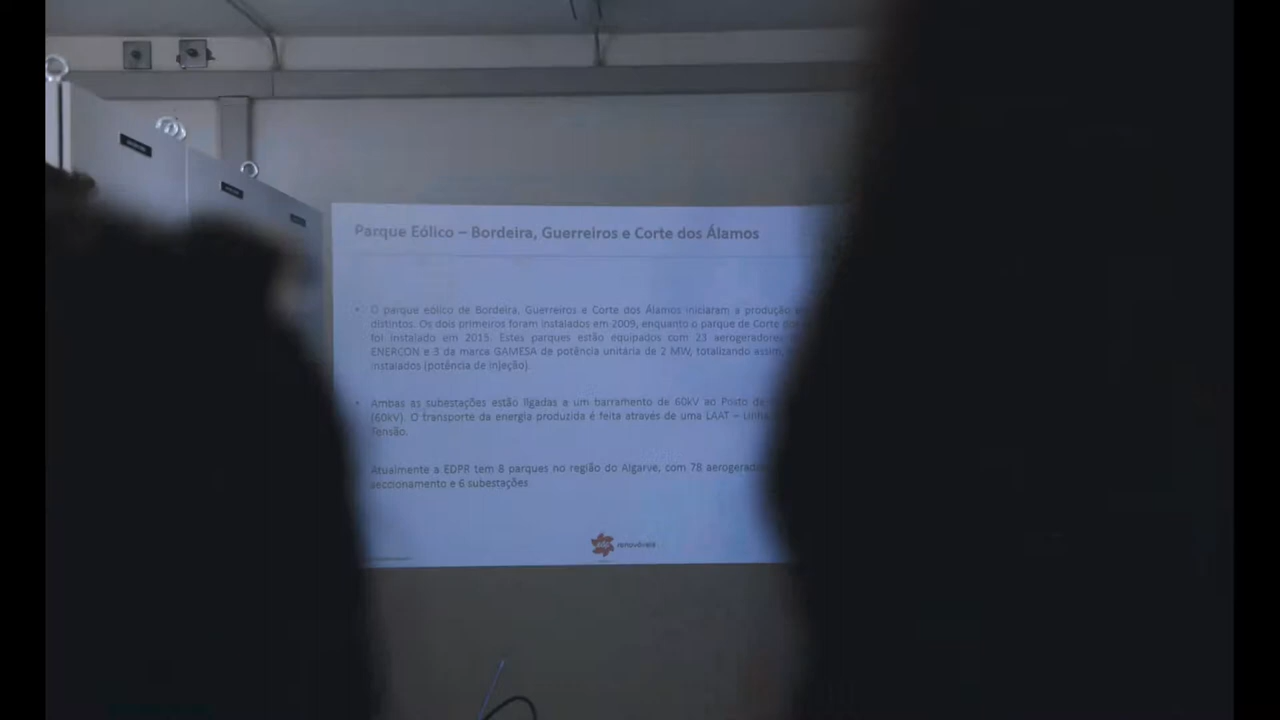 Parque Eólico – Bordeira, Guerreiros e Corte dos Álamos
• O parque eólico de Bordeira, Guerreiros e Corte dos Álamos iniciaram a produção
distintos. Os dois primeiros foram instalados em 2009, enquanto o parque de Corte
foi instalado em 2015. Estes parques estão equipados com 23 aerogeradores
ENERCON e 3 da marca GAMESA de potência unitária de 2 MW, totalizando assim,
instalados (potência de injeção).
• Ambas as subestações estão ligadas a um barramento de 60kV ao Posto de
(60kV). O transporte da energia produzida é feita através de uma LAAT – Linha
Tensão.
Atualmente a EDPR tem 8 parques no região do Algarve, com 78 aerogerado
seccionamento e 6 subestações
edp renováveis